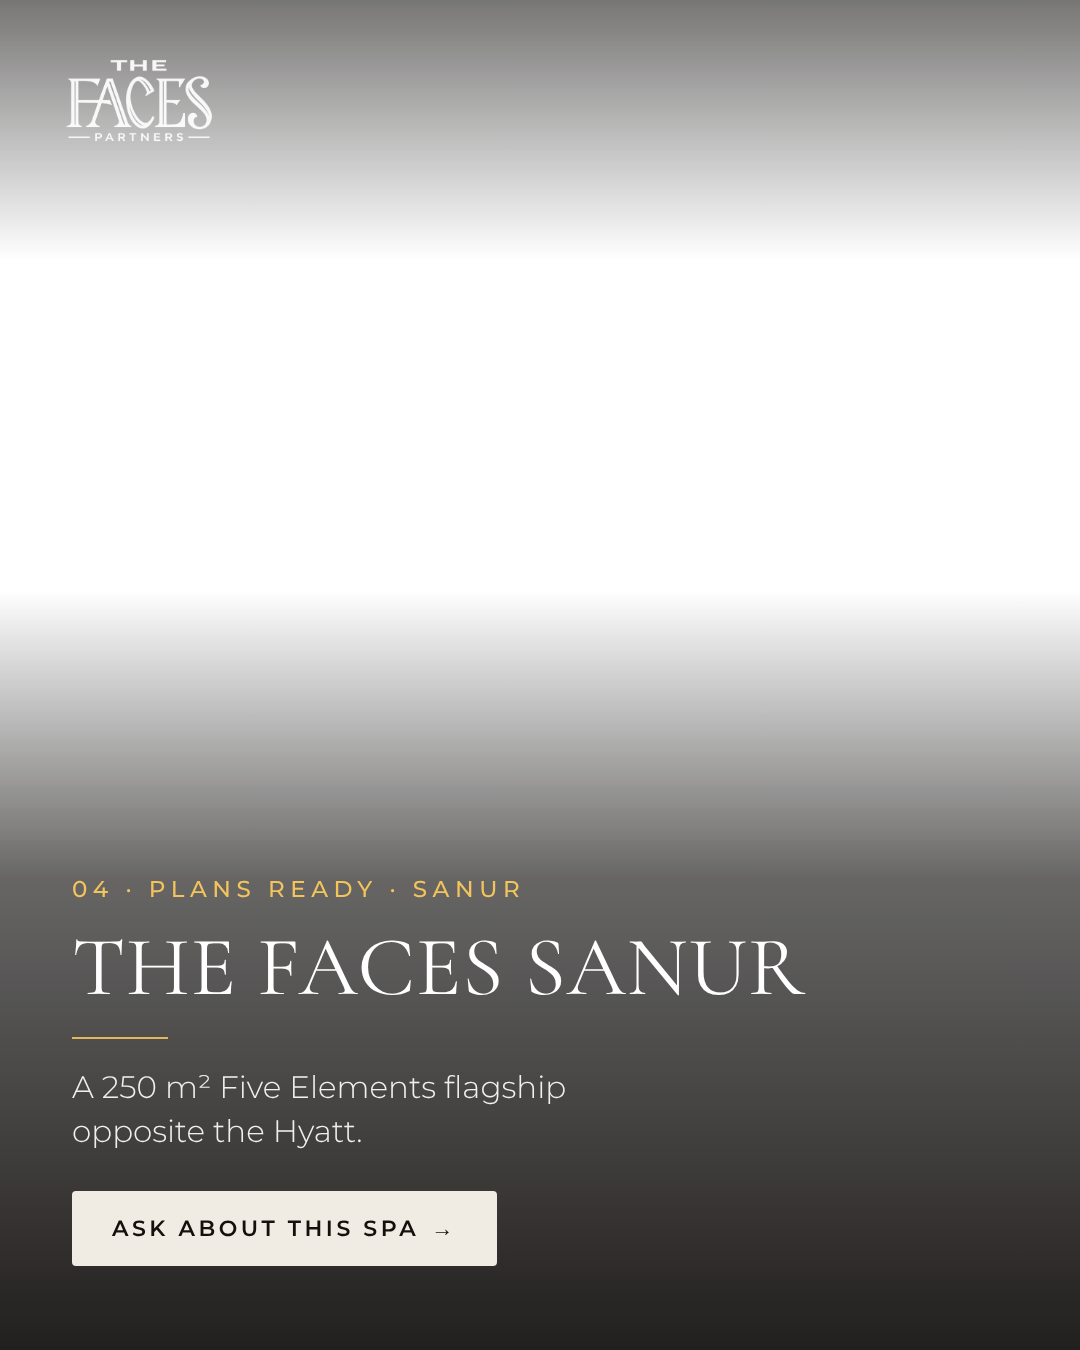 THE
FACES
PARTNERS
04 · PLANS READY · SANUR
THE FACES SANUR
A 250 m² Five Elements flagship
opposite the Hyatt.
ASK ABOUT THIS SPA →